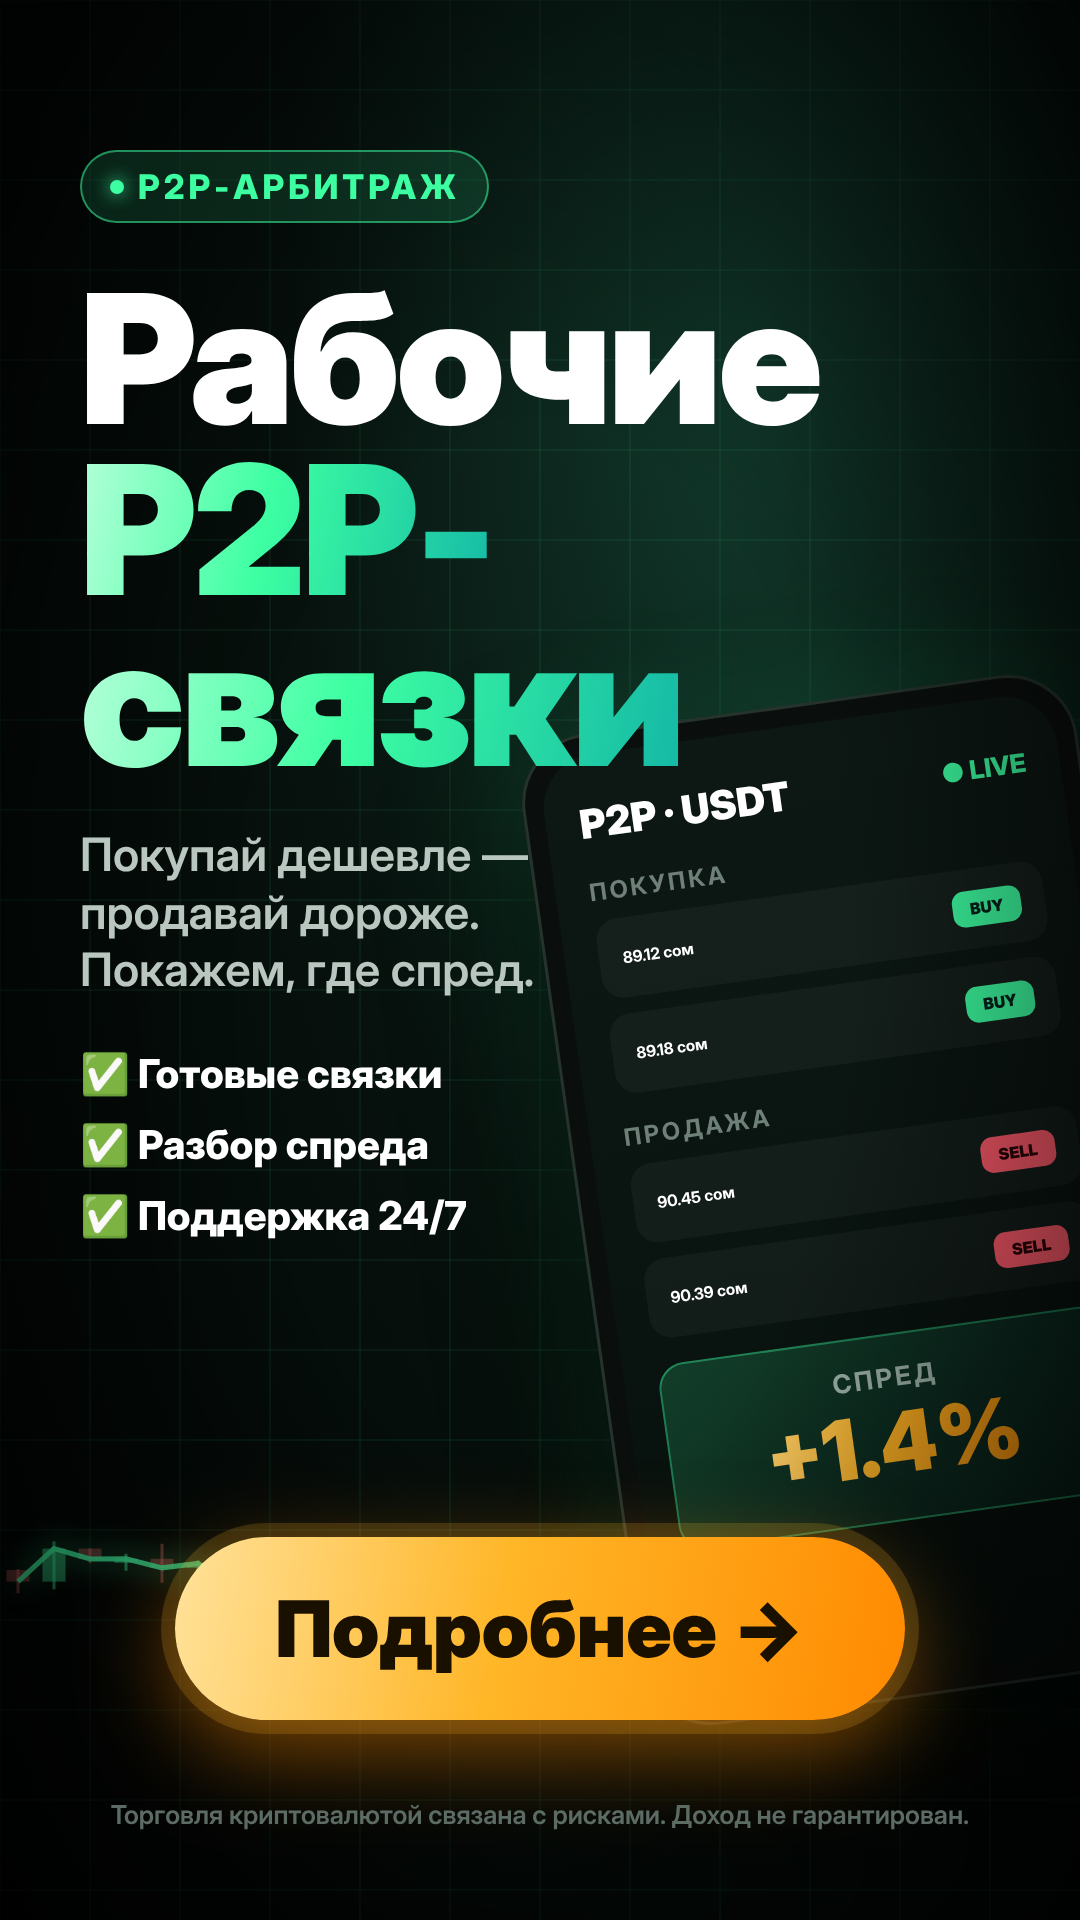 P2P-АРБИТРАЖ
Рабочие
P2P-
связки
Покупай дешевле —
продавай дороже.
Покажем, где спред.
✅ Готовые связки
✅ Разбор спреда
✅ Поддержка 24/7
P2P · USDT
LIVE
ПОКУПКА
89.12 сом
BUY
89.18 сом
BUY
ПРОДАЖА
90.45 сом
SELL
90.39 сом
SELL
СПРЕД
+1.4%
Подробнее →
Торговля криптовалютой связана с рисками. Доход не гарантирован.